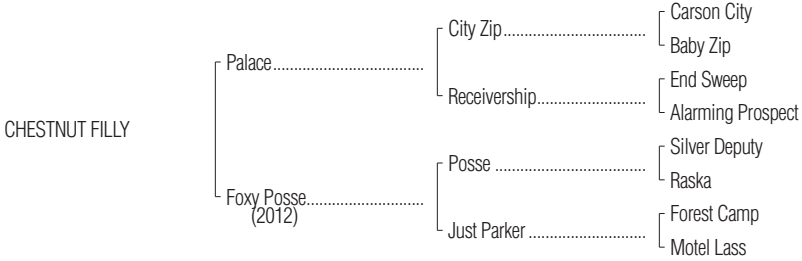 Carson City
City Zip....................................
Baby Zip
Palace......................................
End Sweep
Receivership...........................
Alarming Prospect
CHESTNUT FILLY
Silver Deputy
Posse .....................................
Raska
Foxy Posse.............................
(2012)
Forest Camp
Just Parker .............................
Motel Lass